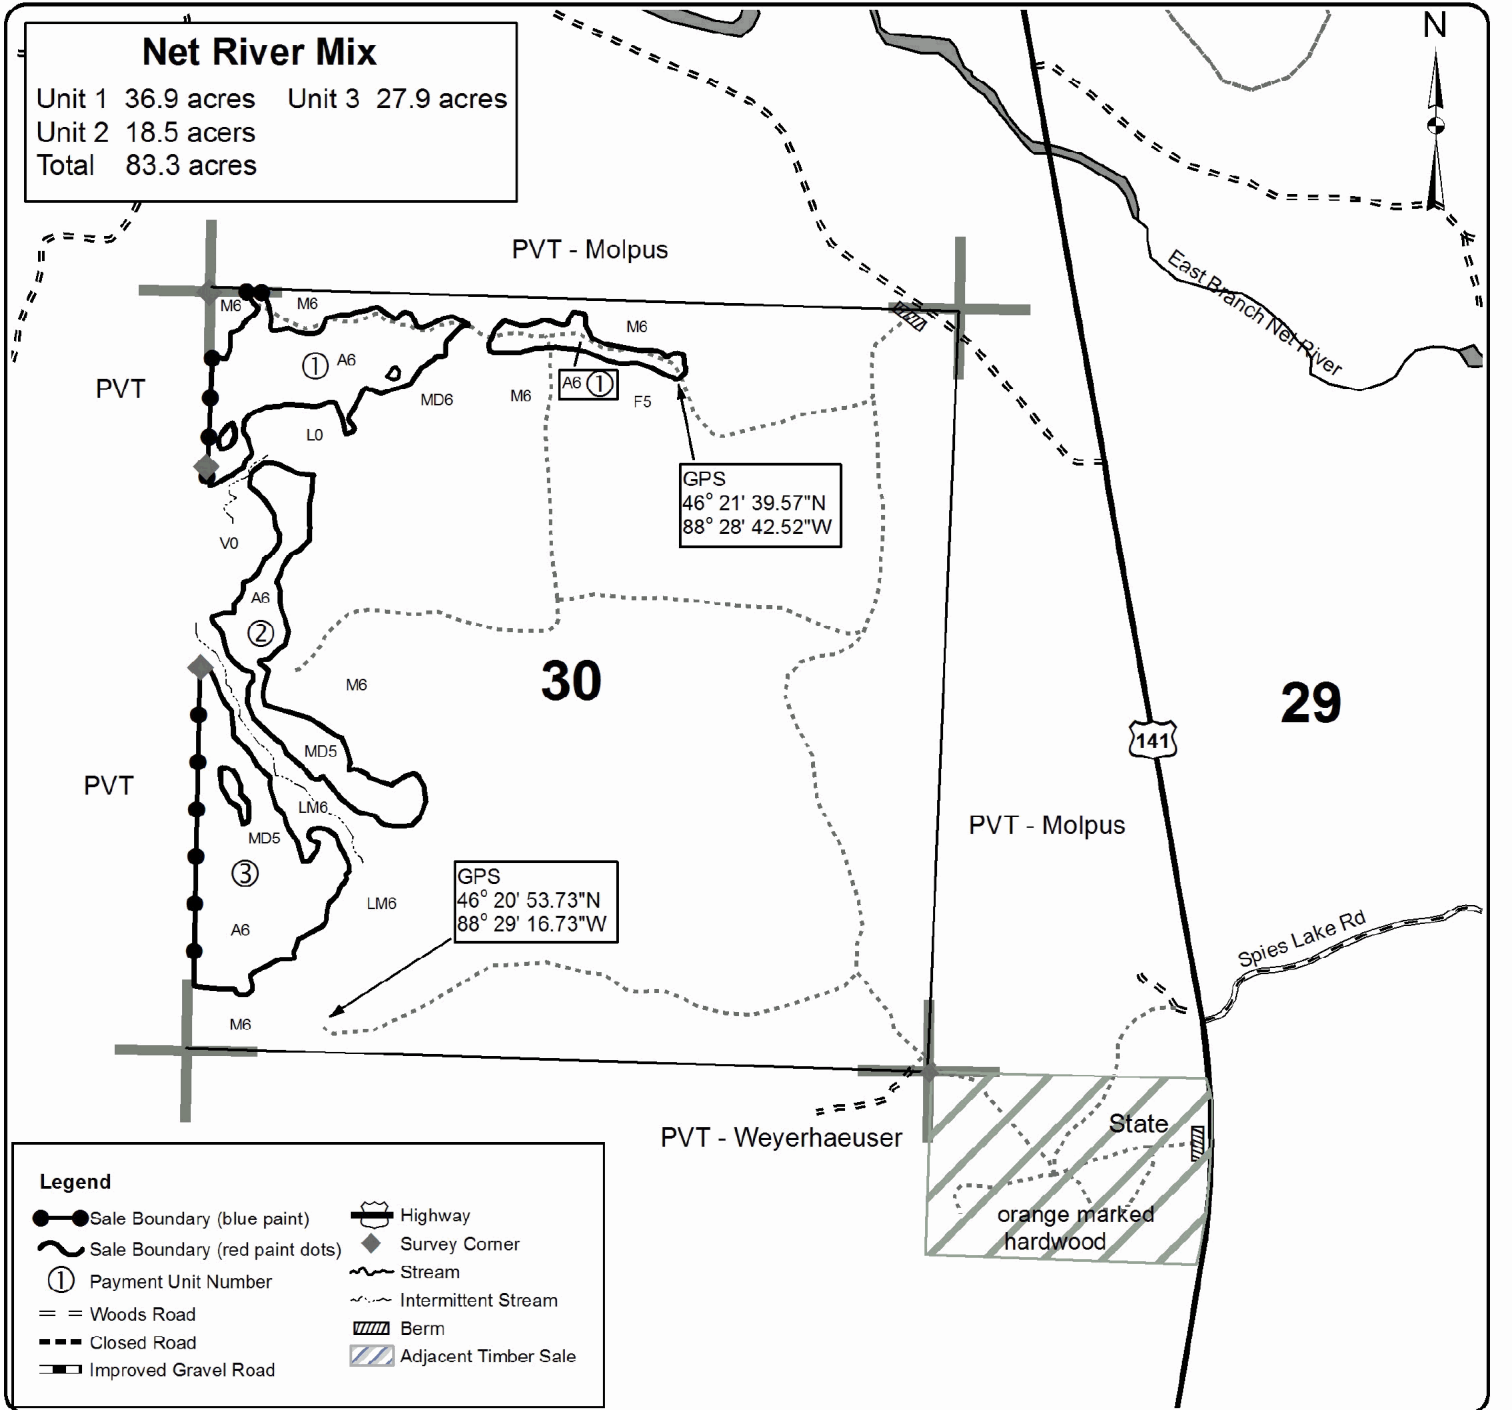 Net River Mix
Unit 1 36.9 acres Unit 3 27.9 acres
Unit 2 18.5 acers
Total 83.3 acres
N
PVT - Molpus
East Branch Net River
M6
M6
M6
PVT
1
A6
A6 1
MD6
M6
F5
L0
GPS
46° 21' 39.57"N
88° 28' 42.52"W
V0
A6
2
30
29
M6
141
MD5
PVT
LM6
PVT - Molpus
MD5
3
GPS
46° 20' 53.73"N
88° 29' 16.73"W
LM6
A6
Spies Lake Rd
M6
PVT - Weyerhaeuser
State
orange marked
hardwood
Legend
Sale Boundary (blue paint)
Sale Boundary (red paint dots)
1 Payment Unit Number
Woods Road
Closed Road
Improved Gravel Road
Highway
Survey Corner
Stream
Intermittent Stream
Berm
Adjacent Timber Sale